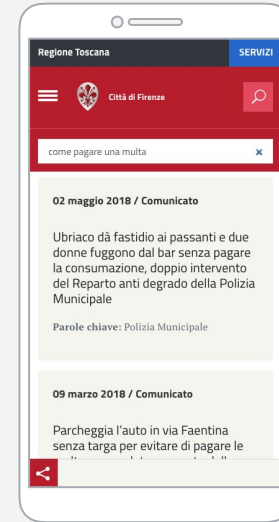 Regione Toscana SERVIZI
Città di Firenze
come pagare una multa x
02 maggio 2018 / Comunicato
Ubriaco dà fastidio ai passanti e due
donne fuggono dal bar senza pagare
la consumazione, doppio intervento
del Reparto anti degrado della Polizia
Municipale
Parole chiave: Polizia Municipale
09 marzo 2018 / Comunicato
Parcheggia l'auto in via Faentina
senza targa per evitare di pagare le